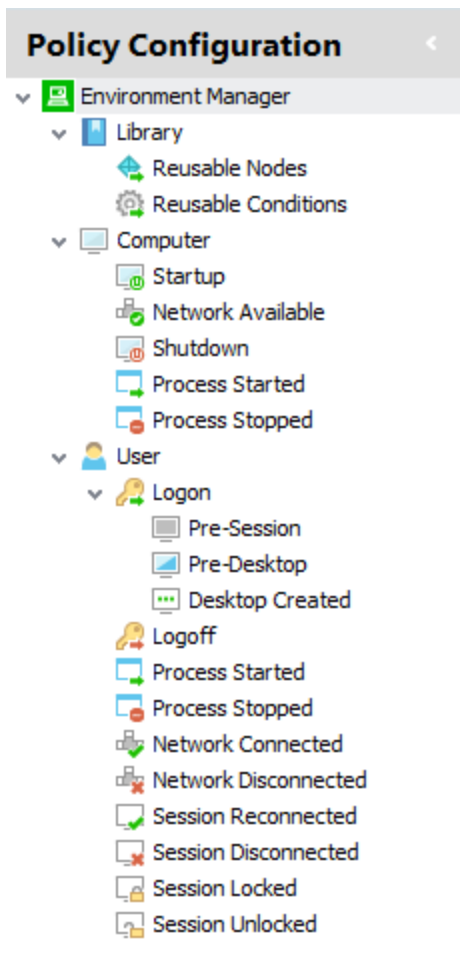 Policy Configuration
Environment Manager
Library
Reusable Nodes
Reusable Conditions
Computer
Startup
Network Available
Shutdown
Process Started
Process Stopped
User
Logon
Pre-Session
Pre-Desktop
Desktop Created
Logoff
Process Started
Process Stopped
Network Connected
Network Disconnected
Session Reconnected
Session Disconnected
Session Locked
Session Unlocked